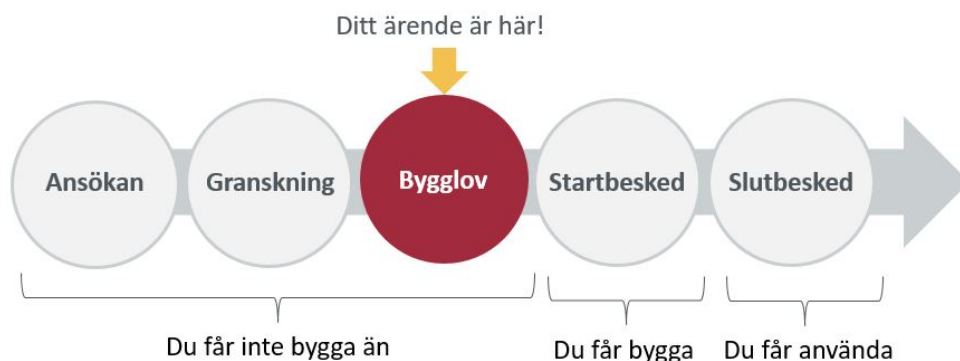 Ditt ärende är här!
Ansökan
Granskning
Bygglov
Startbesked
Slutbesked
Du får inte bygga än
Du får bygga
Du får använda